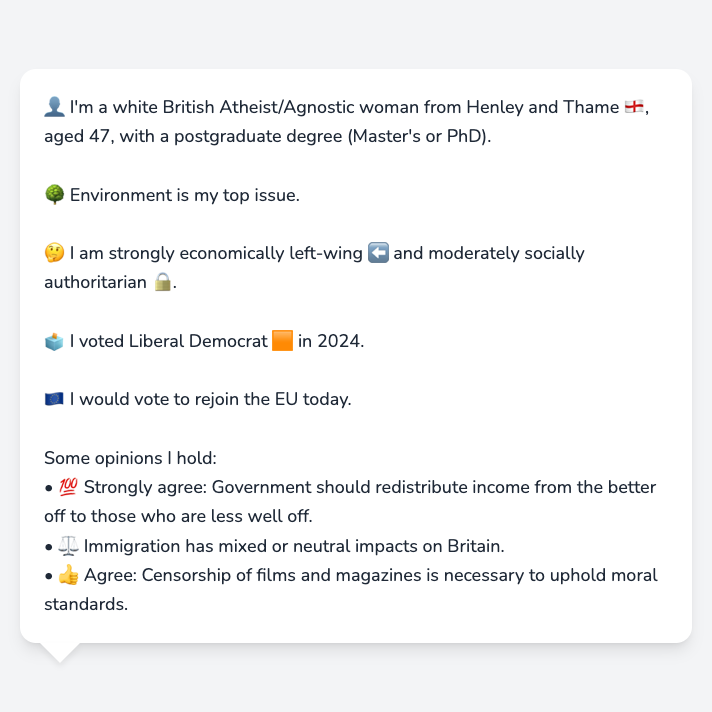 👤 I'm a white British Atheist/Agnostic woman from Henley and Thame 🏴󠁧󠁢󠁥󠁮󠁧󠁿,
aged 47, with a postgraduate degree (Master's or PhD).
🌳 Environment is my top issue.
🤔 I am strongly economically left-wing ⬅️ and moderately socially
authoritarian 🔒.
🗳️ I voted Liberal Democrat 🟧 in 2024.
🇪🇺 I would vote to rejoin the EU today.
Some opinions I hold:
• 💯 Strongly agree: Government should redistribute income from the better
off to those who are less well off.
• ⚖️ Immigration has mixed or neutral impacts on Britain.
• 👍 Agree: Censorship of films and magazines is necessary to uphold moral
standards.